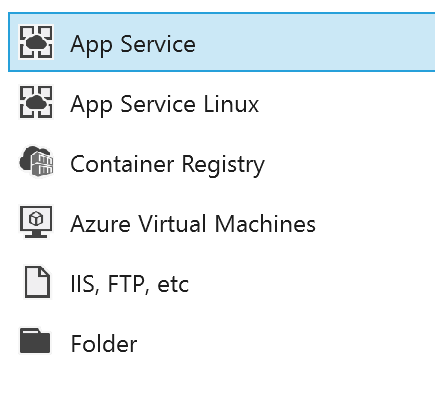 App Service
App Service Linux
Container Registry
Azure Virtual Machines
IIS, FTP, etc
Folder